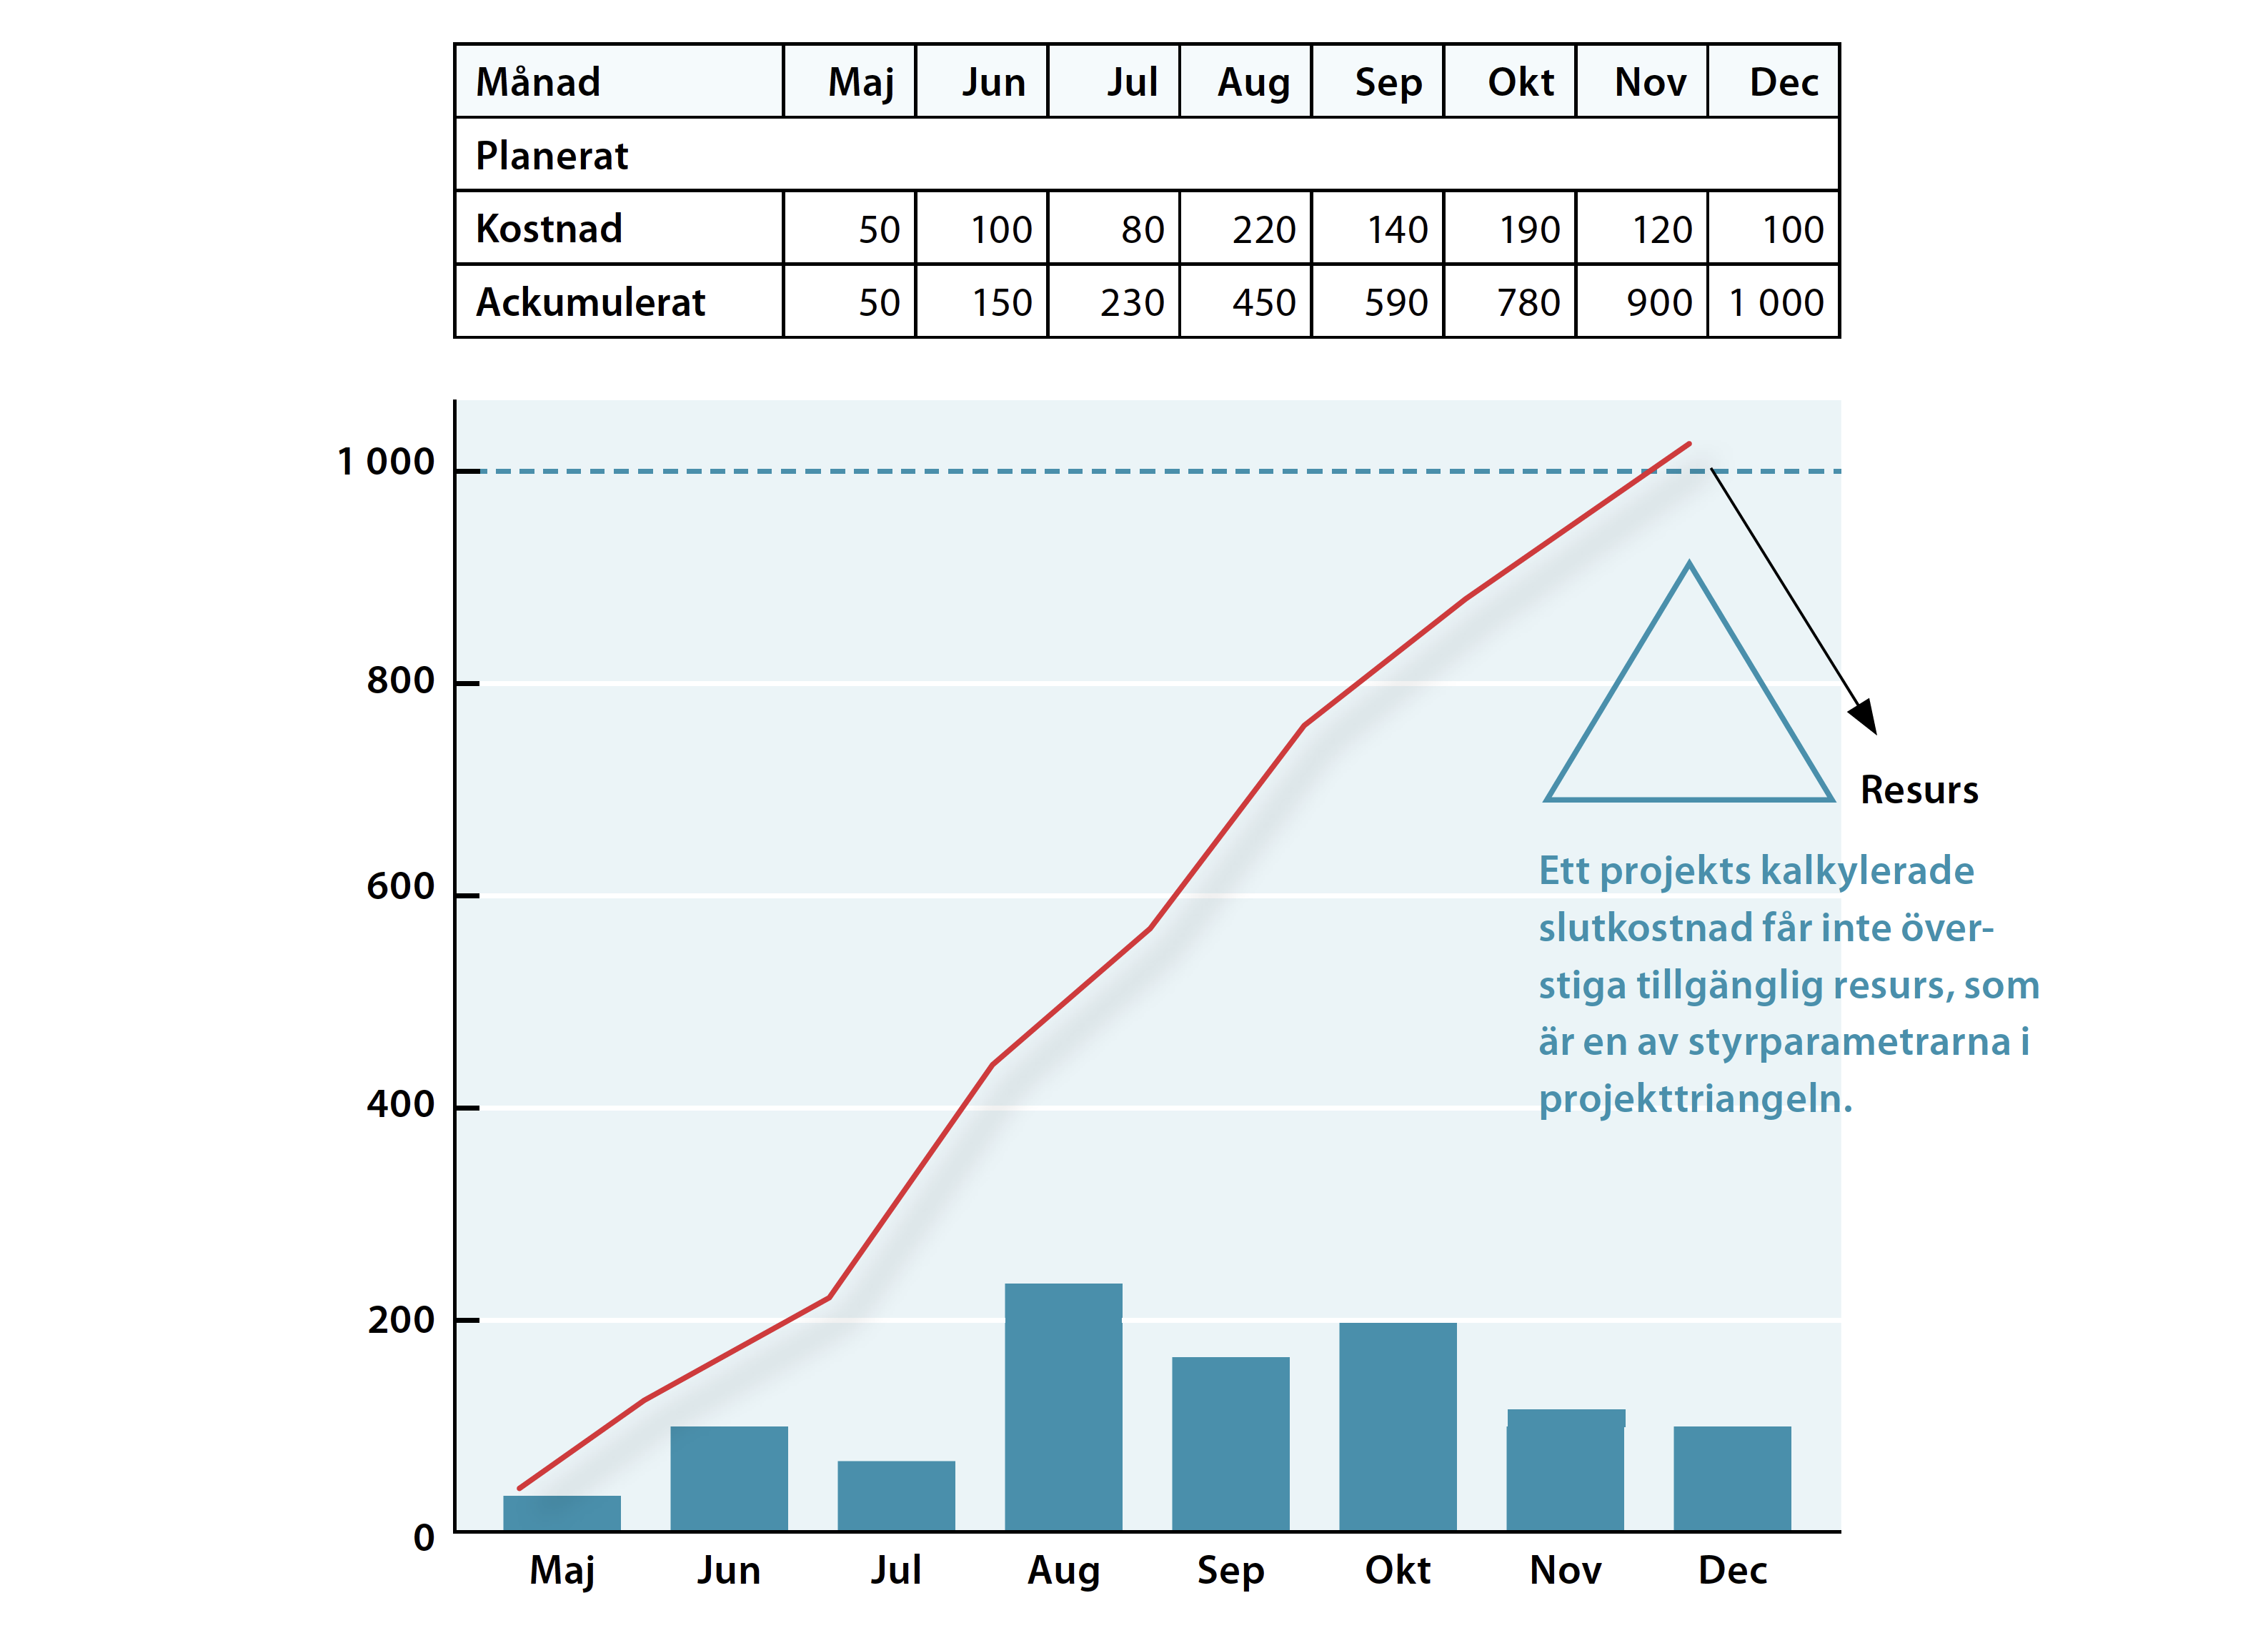 Månad Maj Jun Jul Aug Sep Okt Nov Dec
Planerat
Kostnad 50 100 80 220 140 190 120 100
Ackumulerat 50 150 230 450 590 780 900 1 000
1 000
800
600
400
200
0
Resurs
Ett projekts kalkylerade
slutkostnad får inte över-
stiga tillgänglig resurs, som
är en av styrparametrarna i
projekttriangeln.
Maj Jun Jul Aug Sep Okt Nov Dec